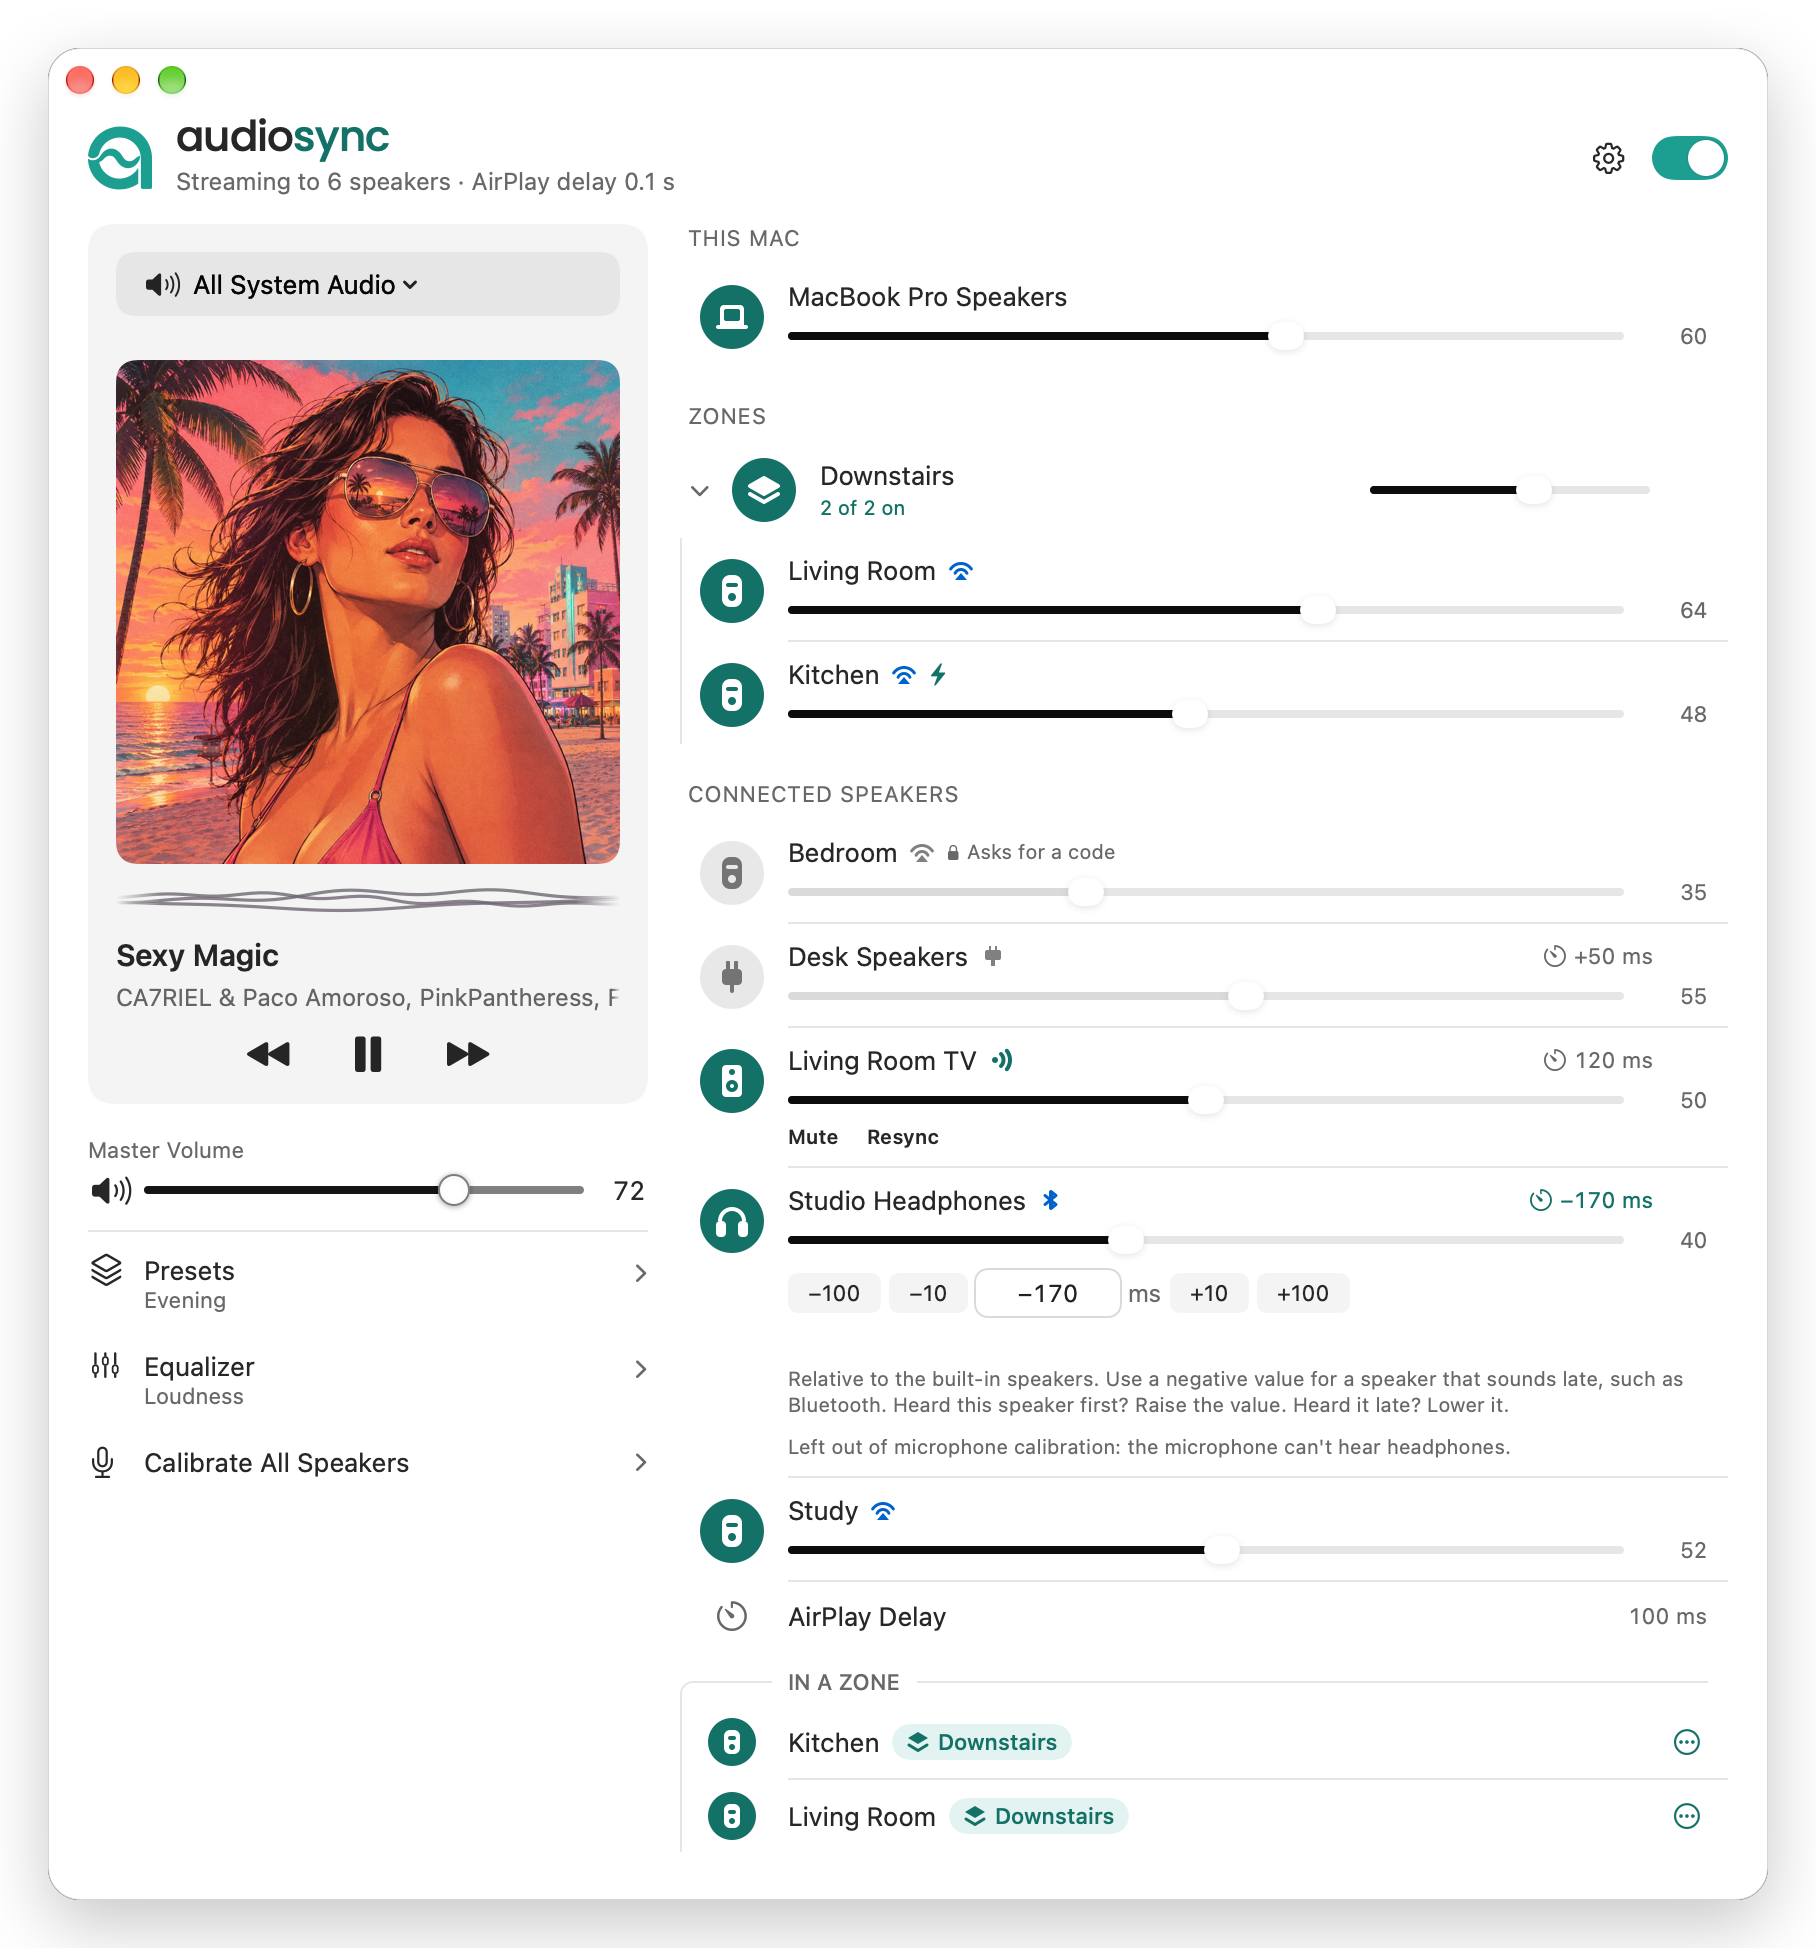 audiosync
Streaming to 6 speakers · AirPlay delay 0.1 s
All System Audio
Sexy Magic
CA7RIEL & Paco Amoroso, PinkPantheress, F
Master Volume
72
Presets
Evening
Equalizer
Loudness
Calibrate All Speakers
THIS MAC
MacBook Pro Speakers
60
ZONES
Downstairs
2 of 2 on
Living Room
64
Kitchen
48
CONNECTED SPEAKERS
Bedroom Asks for a code
35
Desk Speakers +50 ms
55
Living Room TV 120 ms
50
Mute Resync
Studio Headphones −170 ms
40
−100 −10 −170 ms +10 +100
Relative to the built-in speakers. Use a negative value for a speaker that sounds late, such as
Bluetooth. Heard this speaker first? Raise the value. Heard it late? Lower it.
Left out of microphone calibration: the microphone can't hear headphones.
Study
52
AirPlay Delay 100 ms
IN A ZONE
Kitchen Downstairs
Living Room Downstairs